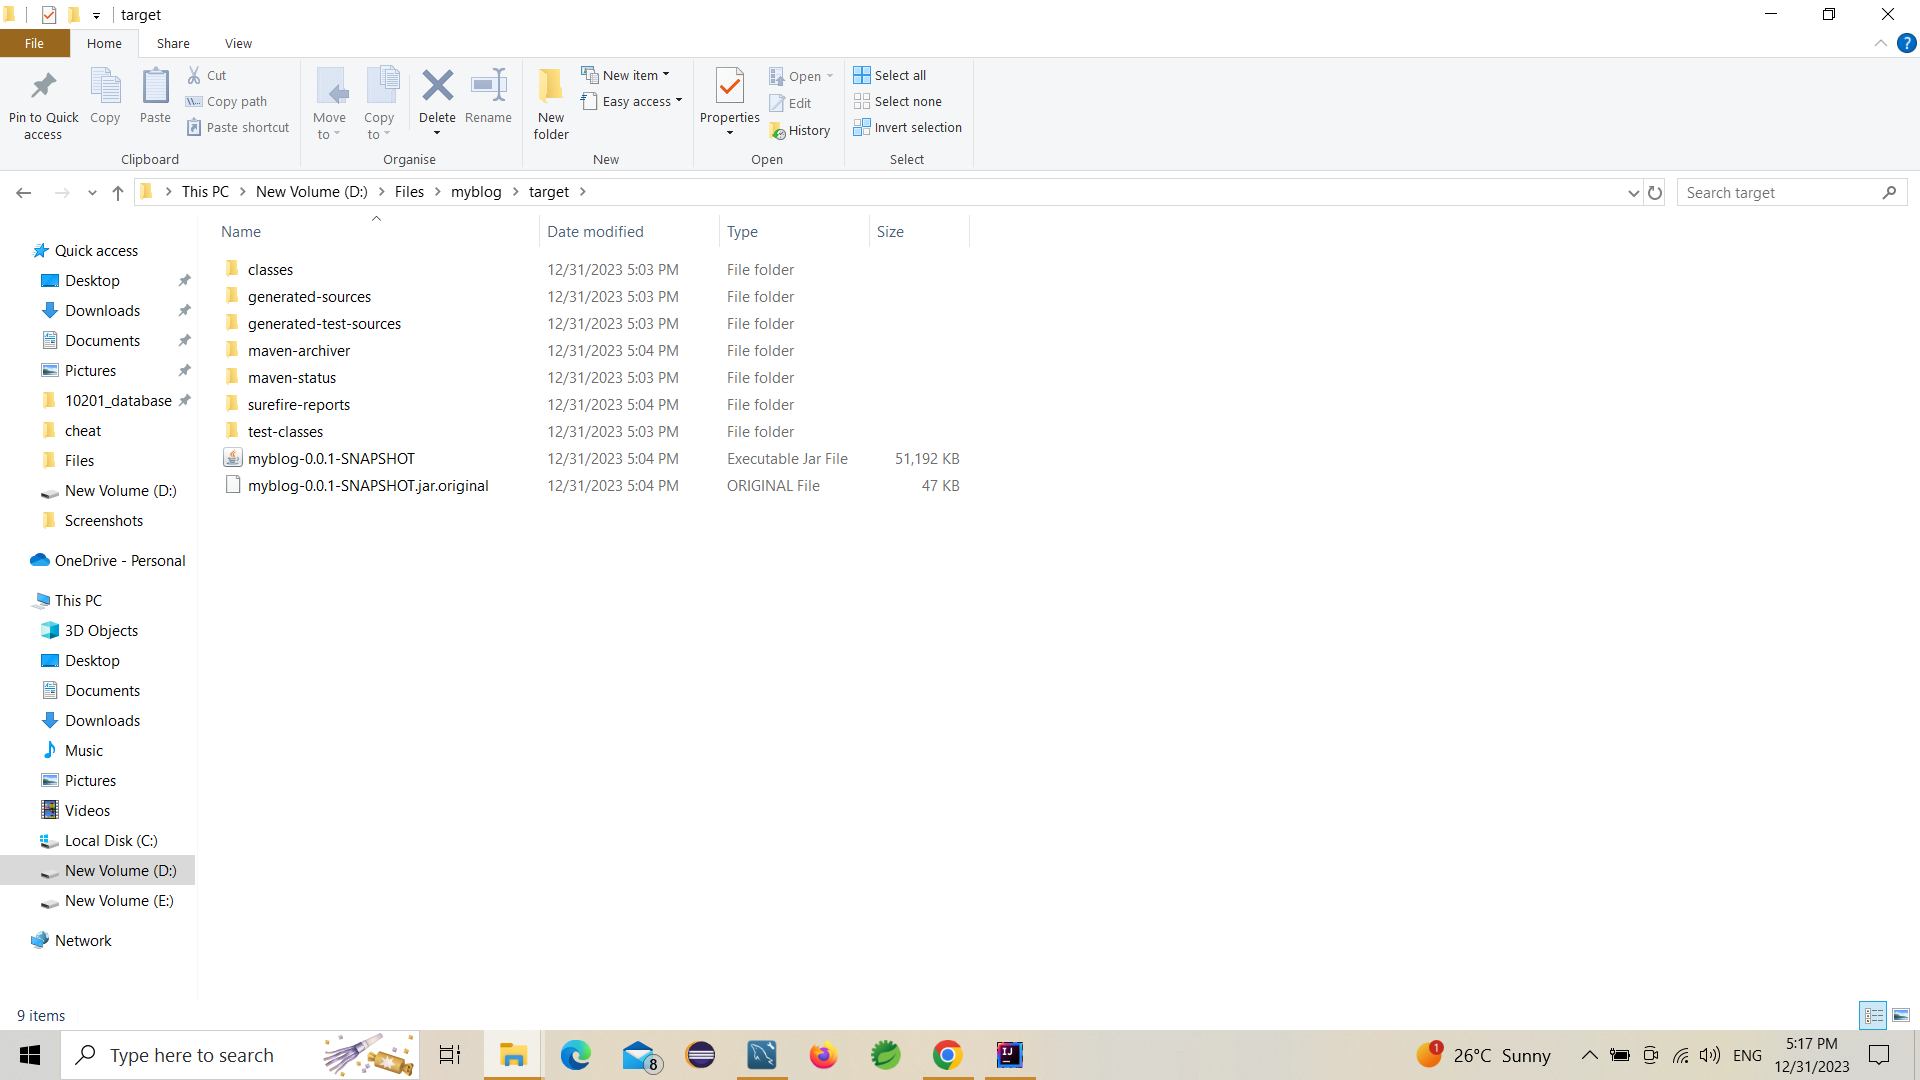 target
File
Home
Share
View
Pin to Quick access
Copy
Paste
Cut
Copy path
Paste shortcut
Clipboard
Move to
Copy to
Delete
Rename
Organise
New folder
New item
Easy access
New
Properties
Open
Edit
History
Open
Select all
Select none
Invert selection
Select
This PC
New Volume (D:)
Files
myblog
target
Search target
Name
Date modified
Type
Size
classes 12/31/2023 5:03 PM File folder
generated-sources 12/31/2023 5:03 PM File folder
generated-test-sources 12/31/2023 5:03 PM File folder
maven-archiver 12/31/2023 5:04 PM File folder
maven-status 12/31/2023 5:03 PM File folder
surefire-reports 12/31/2023 5:04 PM File folder
test-classes 12/31/2023 5:03 PM File folder
myblog-0.0.1-SNAPSHOT 12/31/2023 5:04 PM Executable Jar File 51,192 KB
myblog-0.0.1-SNAPSHOT.jar.original 12/31/2023 5:04 PM ORIGINAL File 47 KB
Quick access
Desktop
Downloads
Documents
Pictures
10201_database
cheat
Files
New Volume (D:)
Screenshots
OneDrive - Personal
This PC
3D Objects
Desktop
Documents
Downloads
Music
Pictures
Videos
Local Disk (C:)
New Volume (D:)
New Volume (E:)
Network
9 items
Type here to search
8
IJ
1
26°C Sunny
ENG
5:17 PM
12/31/2023